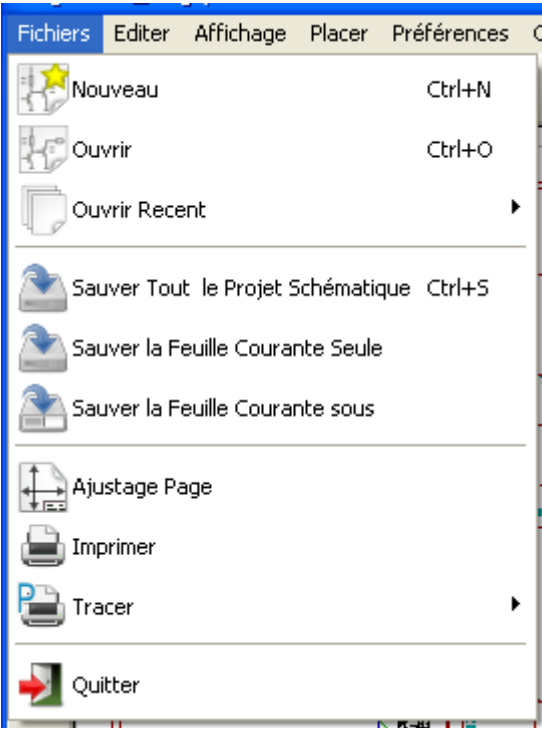 Fichiers Editer Affichage Placer Préférences
Nouveau Ctrl+N
Ouvrir Ctrl+O
Ouvrir Recent
Sauver Tout le Projet Schématique Ctrl+S
Sauver la Feuille Courante Seule
Sauver la Feuille Courante sous
Ajustage Page
Imprimer
Tracer
Quitter